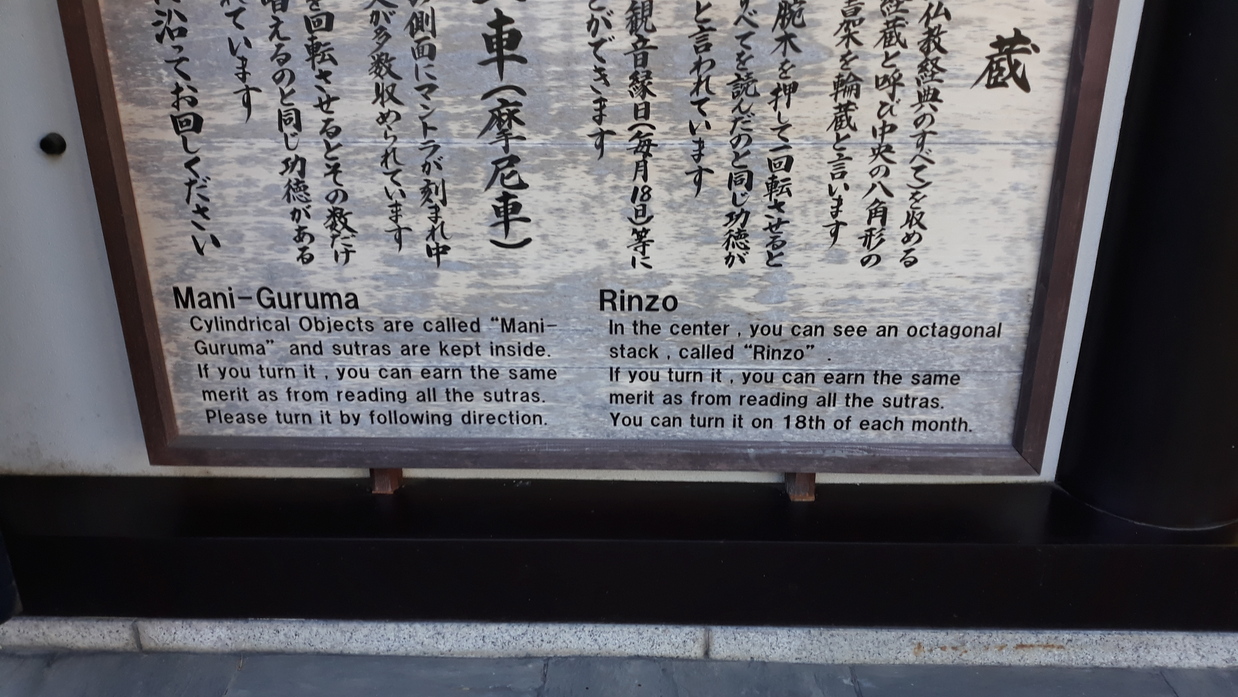 蔵
仏教経典のすべてを収める
経蔵と呼び中央の八角形の
書架を輪蔵と言います
腕木を押して一回転させると
すべてを読んだのと同じ功徳が
と言われています
観音縁日(毎月18日)等に
とができます
車(摩尼車)
側面にマントラが刻まれ中
が多数収められています
を回転させるとその数だけ
唱えるのと同じ功徳がある
れています
に沿ってお回しください
Mani-Guruma
Cylindrical Objects are called “Mani-
Guruma” and sutras are kept inside.
If you turn it , you can earn the same
merit as from reading all the sutras.
Please turn it by following direction.
Rinzo
In the center , you can see an octagonal
stack , called “Rinzo” .
If you turn it , you can earn the same
merit as from reading all the sutras.
You can turn it on 18th of each month.